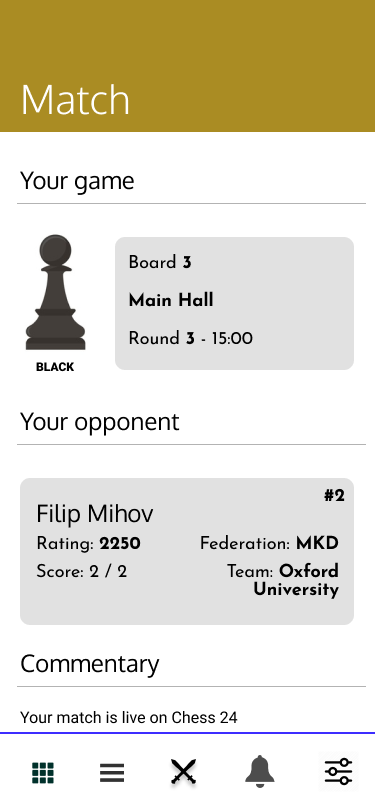 Match
Your game
BLACK
Board 3
Main Hall
Round 3 - 15:00
Your opponent
#2
Filip Mihov
Rating: 2250
Federation: MKD
Score: 2 / 2
Team: Oxford
University
Commentary
Your match is live on Chess 24